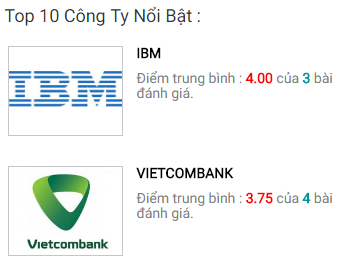 Top 10 Công Ty Nổi Bật :
IBM
IBM
Điểm trung bình : 4.00 của 3 bài
đánh giá.
Vietcombank
VIETCOMBANK
Điểm trung bình : 3.75 của 4 bài
đánh giá.